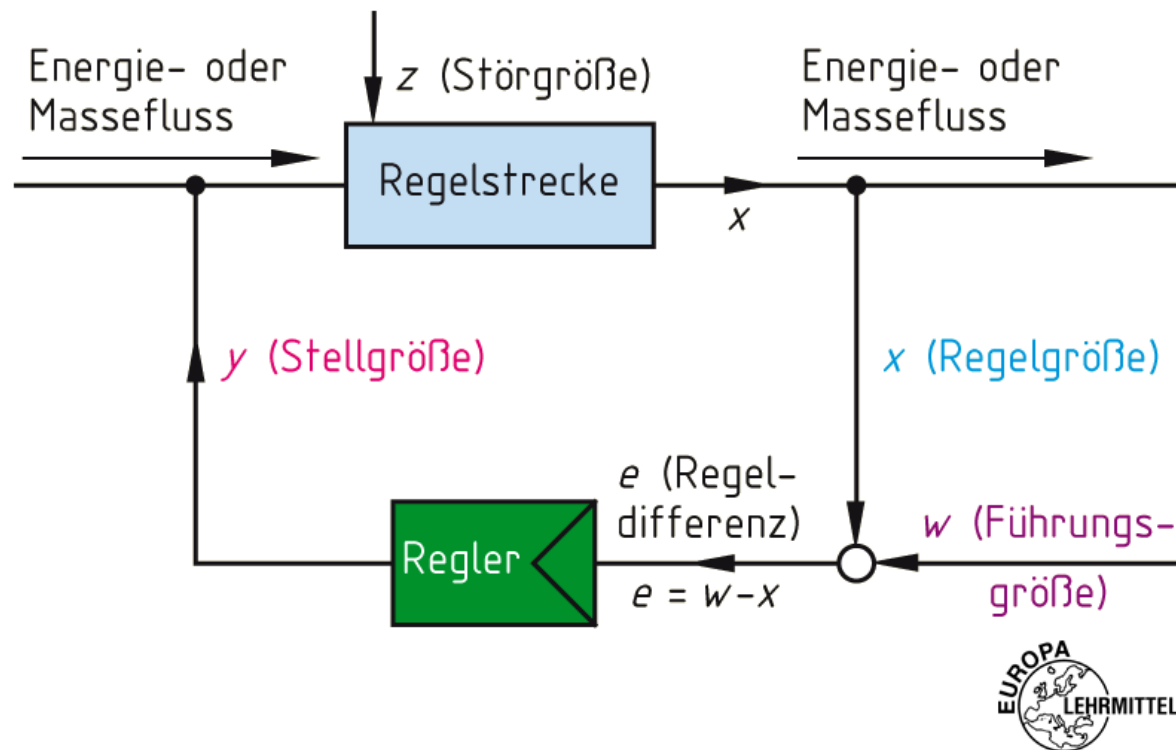 Energie- oder
Massefluss
z (Störgröße)
Energie- oder
Massefluss
Regelstrecke
x
y (Stellgröße)
x (Regelgröße)
e (Regel-
differenz)
e = w-x
Regler
w (Führungs-
größe)
EUROPA
LEHRMITTEL